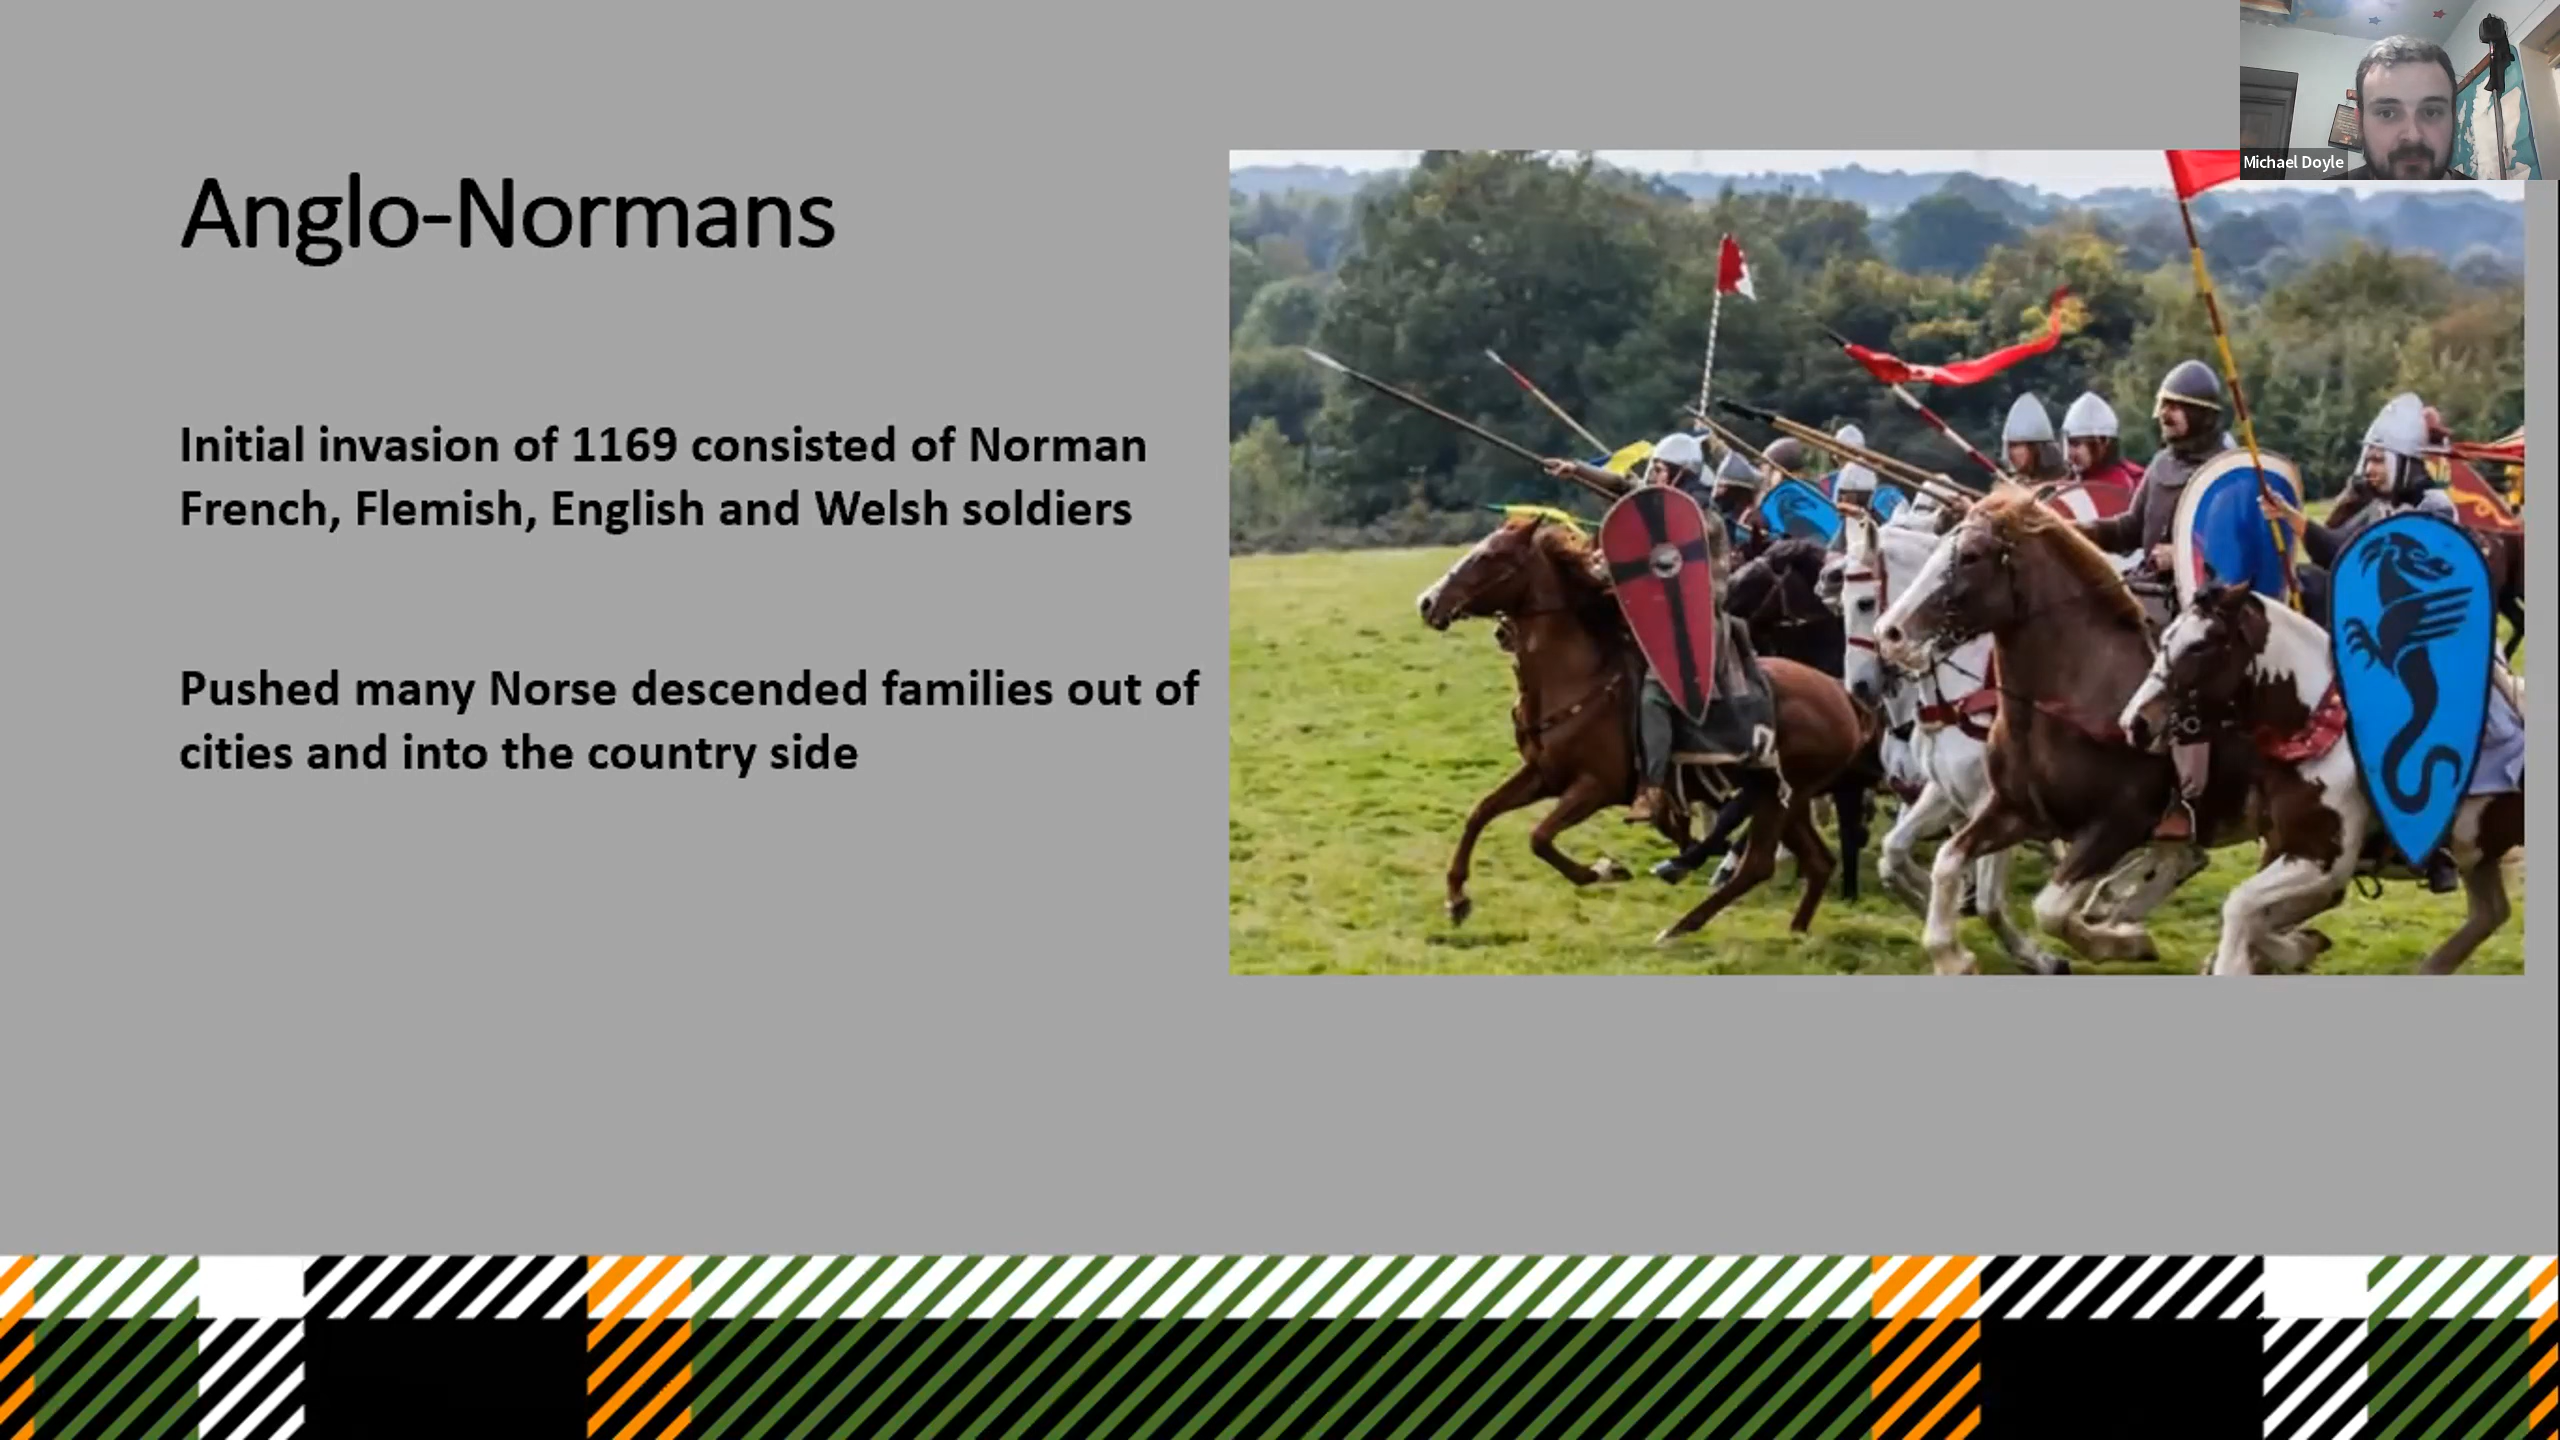 Michael Doyle
Anglo-Normans
Initial invasion of 1169 consisted of Norman
French, Flemish, English and Welsh soldiers
Pushed many Norse descended families out of
cities and into the country side